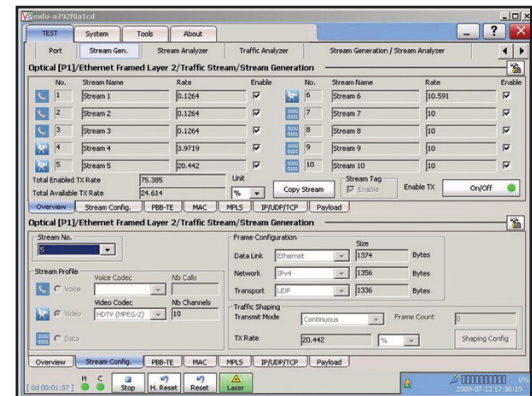 exfo-a792f0a1cd
TEST System Tools About
Port Stream Gen. Stream Analyzer Traffic Analyzer Stream Generation / Stream Analyzer
Optical [P1]/Ethernet Framed Layer 2/Traffic Stream/Stream Generation
No. Stream Name Rate Enable No. Stream Name Rate Enable
1 Stream 1 0.1264 6 Stream 6 10.591
2 Stream 2 0.1264 7 Stream 7 10
3 Stream 3 0.1264 8 Stream 8 10
4 Stream 4 3.9719 9 Stream 9 10
5 Stream 5 20.442 10 Stream 10 10
Total Enabled TX Rate 75.385 Unit Stream Tag
Total Available TX Rate 24.614 % Copy Stream Enable Enable TX On/Off
Overview Stream Config. PBB-TE MAC MPLS IP/UDP/TCP Payload
Optical [P1]/Ethernet Framed Layer 2/Traffic Stream/Stream Generation
Stream No. Frame Configuration
5 Size
Data Link Ethernet 1374 Bytes
Stream Profile Network IPv4 1356 Bytes
Voice Codec Nb Calls
Voice Transport UDP 1336 Bytes
Video Codec Nb Channels Traffic Shaping
Video HDTV (MPEG-2) 10 Transmit Mode Continuous Frame Count 0
Data TX Rate 20.442 % Shaping Config
Overview Stream Config. PBB-TE MAC MPLS IP/UDP/TCP Payload
H C
[ 0d 00:01:37 ] Stop H. Reset Reset Laser 0%
2009-07-13 17:36:19